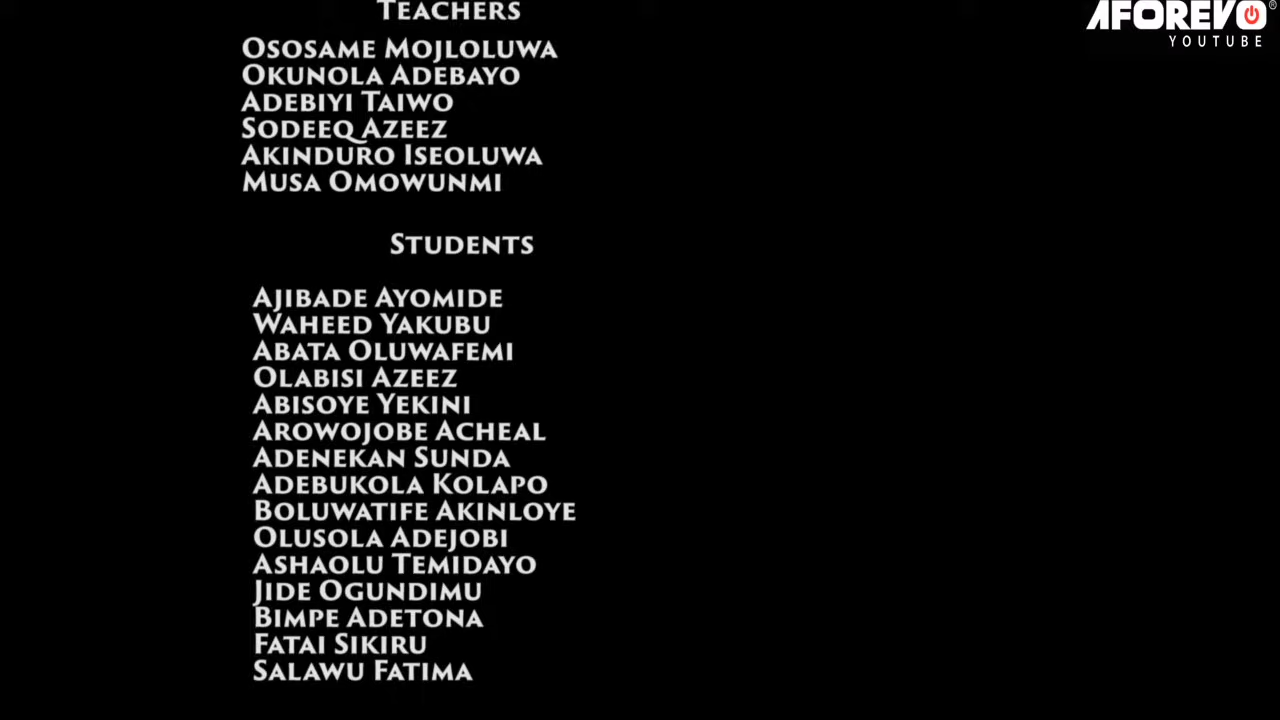 TEACHERS
OSOSAME MOJLOLUWA
OKUNOLA ADEBAYO
ADEBIYI TAIWO
SODEEQ AZEEZ
AKINDURO ISEOLUWA
MUSA OMOWUNMI
STUDENTS
AJIBADE AYOMIDE
WAHEED YAKUBU
ABATA OLUWAFEMI
OLABISI AZEEZ
ABISOYE YEKINI
AROWOJOBE ACHEAL
ADENEKAN SUNDA
ADEBUKOLA KOLAPO
BOLUWATIFE AKINLOYE
OLUSOLA ADEJOBI
ASHAOLU TEMIDAYO
JIDE OGUNDIMU
BIMPE ADETONA
FATAI SIKIRU
SALAWU FATIMA
AFOREVO®
YOUTUBE